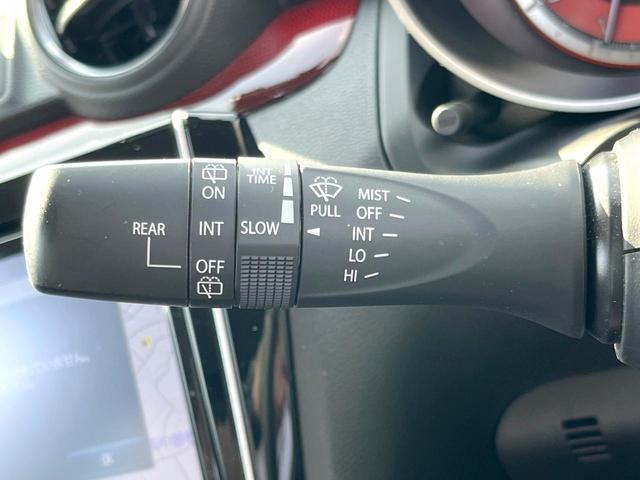 ON
INT
OFF
REAR
INT
TIME
SLOW
PULL
MIST
OFF
INT
LO
HI